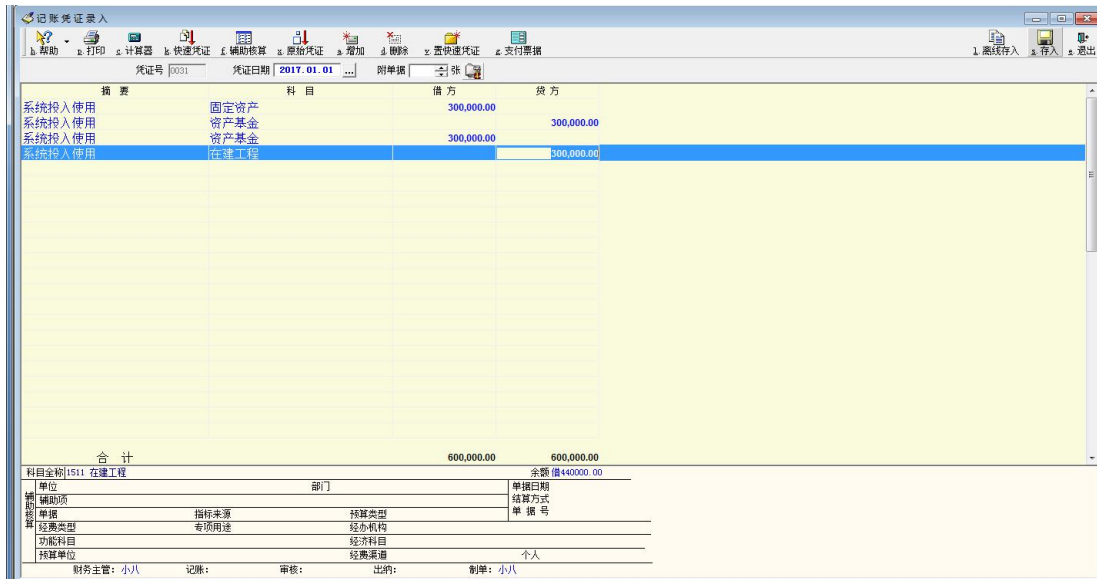 记账凭证录入
h.帮助 p.打印 c.计算器 k.快速凭证 f.辅助核算 g.原始凭证 a.增加 d.删除 y.置快速凭证 z.支付票据 l.离线存入 s.存入 e.退出
凭证号 0031 凭证日期 2017.01.01 ... 附单据 张
摘 要 科 目 借 方 贷 方
系统投入使用 固定资产 300,000.00
系统投入使用 资产基金 300,000.00
系统投入使用 资产基金 300,000.00
系统投入使用 在建工程 300,000.00
合 计 600,000.00 600,000.00
科目全称 1511 在建工程 余额 借440000.00
辅助核算
单位 部门 单据日期
辅助项 结算方式
单据 指标来源 预算类型 单 据 号
经费类型 专项用途 经办机构
功能科目 经济科目
预算单位 经费渠道 个人
财务主管: 小八 记账: 审核: 出纳: 制单: 小八